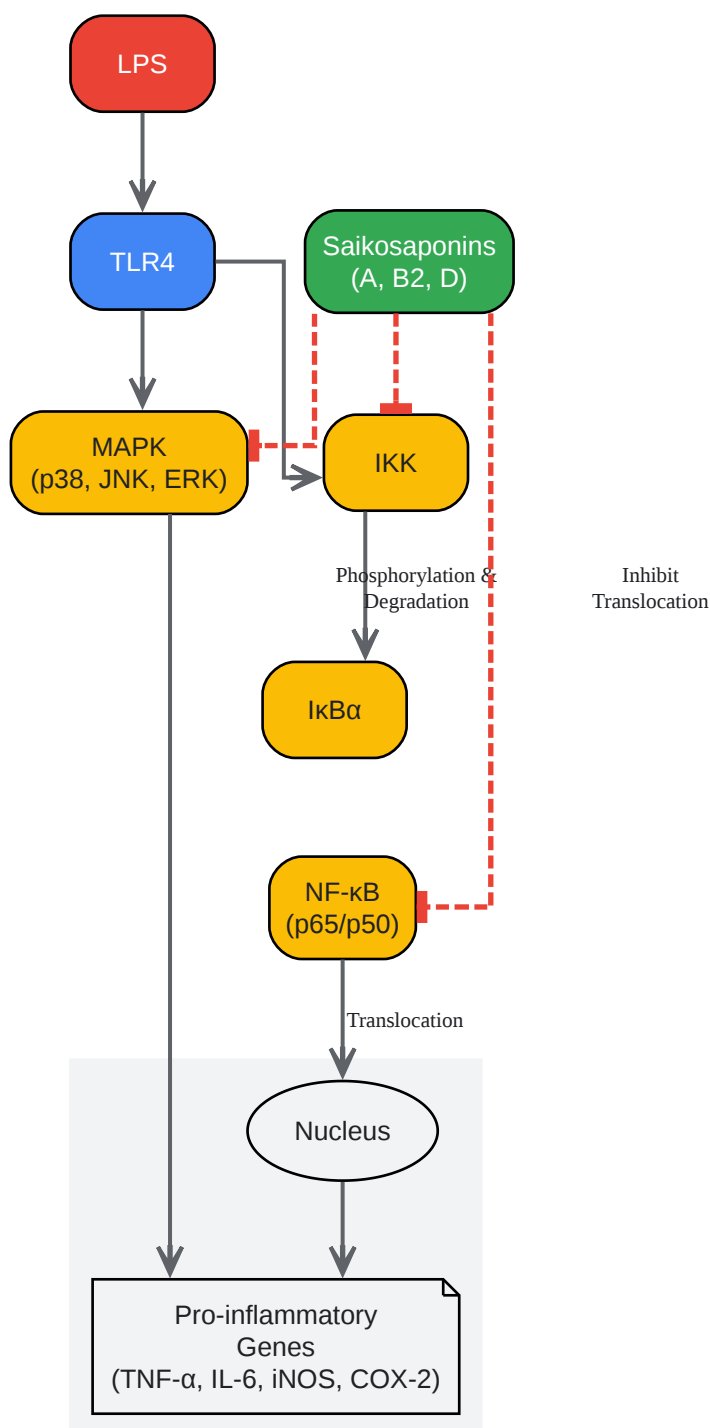 LPS
TLR4
Saikosaponins
(A, B2, D)
MAPK
(p38, JNK, ERK)
IKK
Phosphorylation &
Degradation
Inhibit
Translocation
IκBα
NF-κB
(p65/p50)
Translocation
Nucleus
Pro-inflammatory
Genes
(TNF-α, IL-6, iNOS, COX-2)